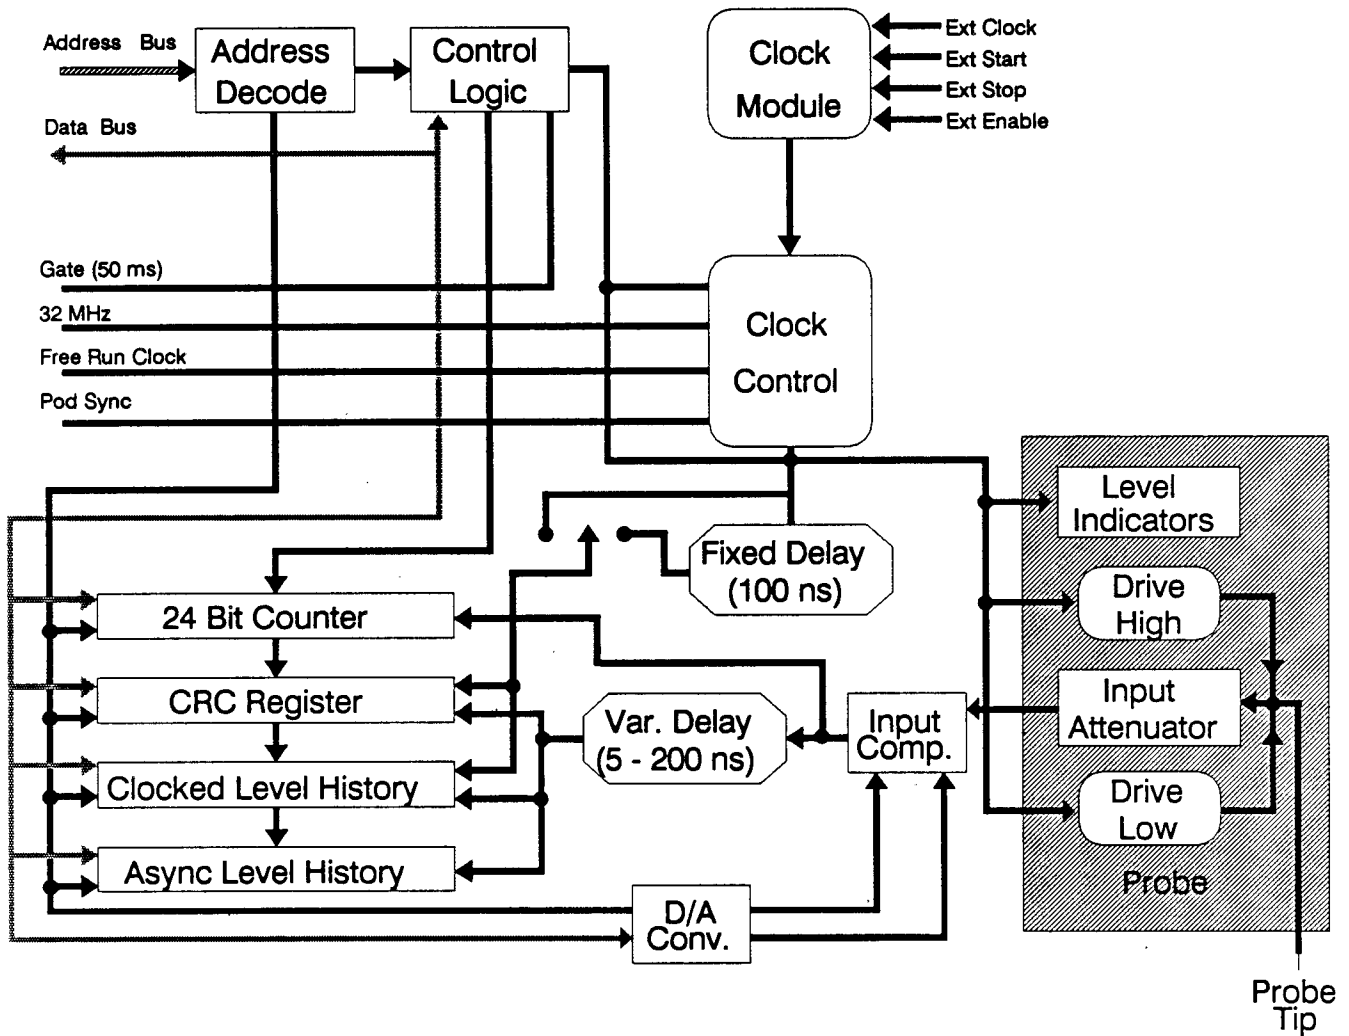 Address Bus
Address
Decode
Control
Logic
Clock
Module
Ext Clock
Ext Start
Ext Stop
Ext Enable
Data Bus
Gate (50 ms)
32 MHz
Free Run Clock
Pod Sync
Clock
Control
Level
Indicators
Fixed Delay
(100 ns)
Drive
High
24 Bit Counter
CRC Register
Var. Delay
(5 - 200 ns)
Input
Comp.
Input
Attenuator
Clocked Level History
Drive
Low
Async Level History
Probe
D/A
Conv.
Probe
Tip